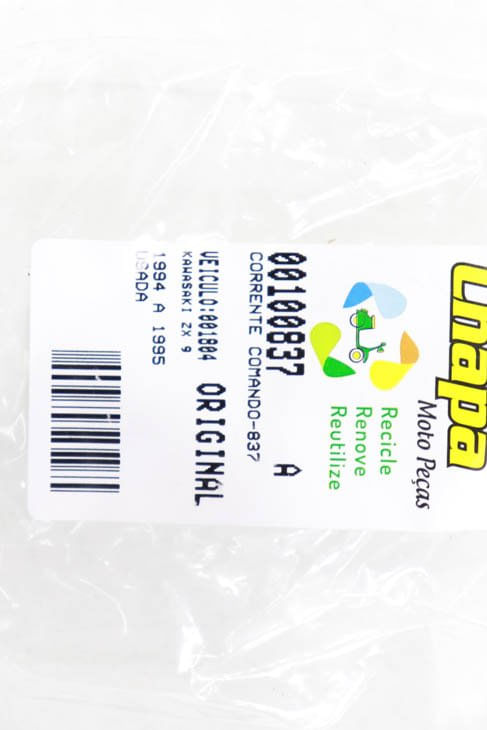 Chapa
Moto Peças
Recicle
Renove
Reutilize
00100837 A
CORRENTE COMANDO-837
VEICULO:001804 ORIGINAL
KAWASAKI ZX 9
1994 A 1995
USADA